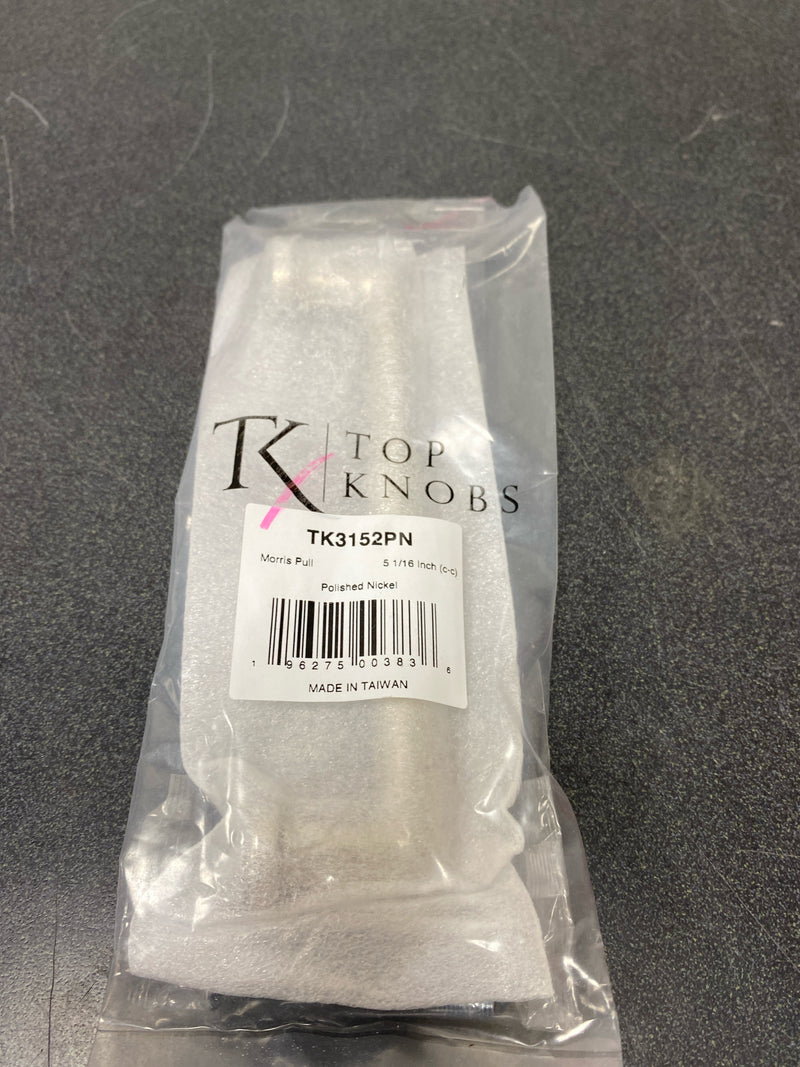 TK TOP
KNOBS
TK3152PN
Morris Pull 5 1/16 Inch (c-c)
Polished Nickel
1 96275 00383 6
MADE IN TAIWAN